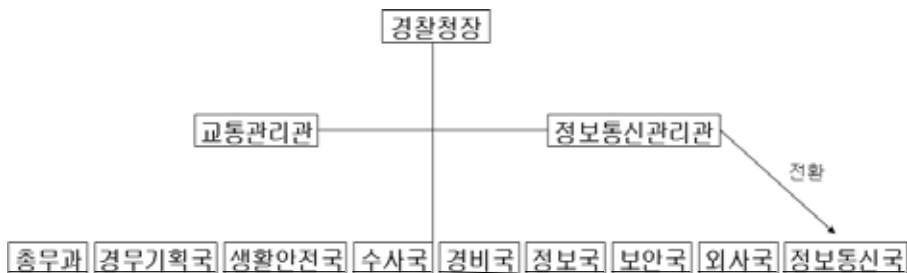 경찰청장
교통관리관 정보통신관리관
전환
총무과 경무기획국 생활안전국 수사국 경비국 정보국 보안국 외사국 정보통신국